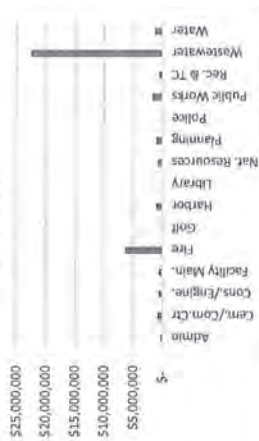 $25,000,000
$20,000,000
$15,000,000
$10,000,000
$5,000,000
$-
Admin
Cem./Com.Ctr
Cons./Engine.
Facility Main.
Fire
Golf
Harbor
Library
Nat. Resources
Planning
Police
Public Works
Rec. & TC
Wastewater
Water